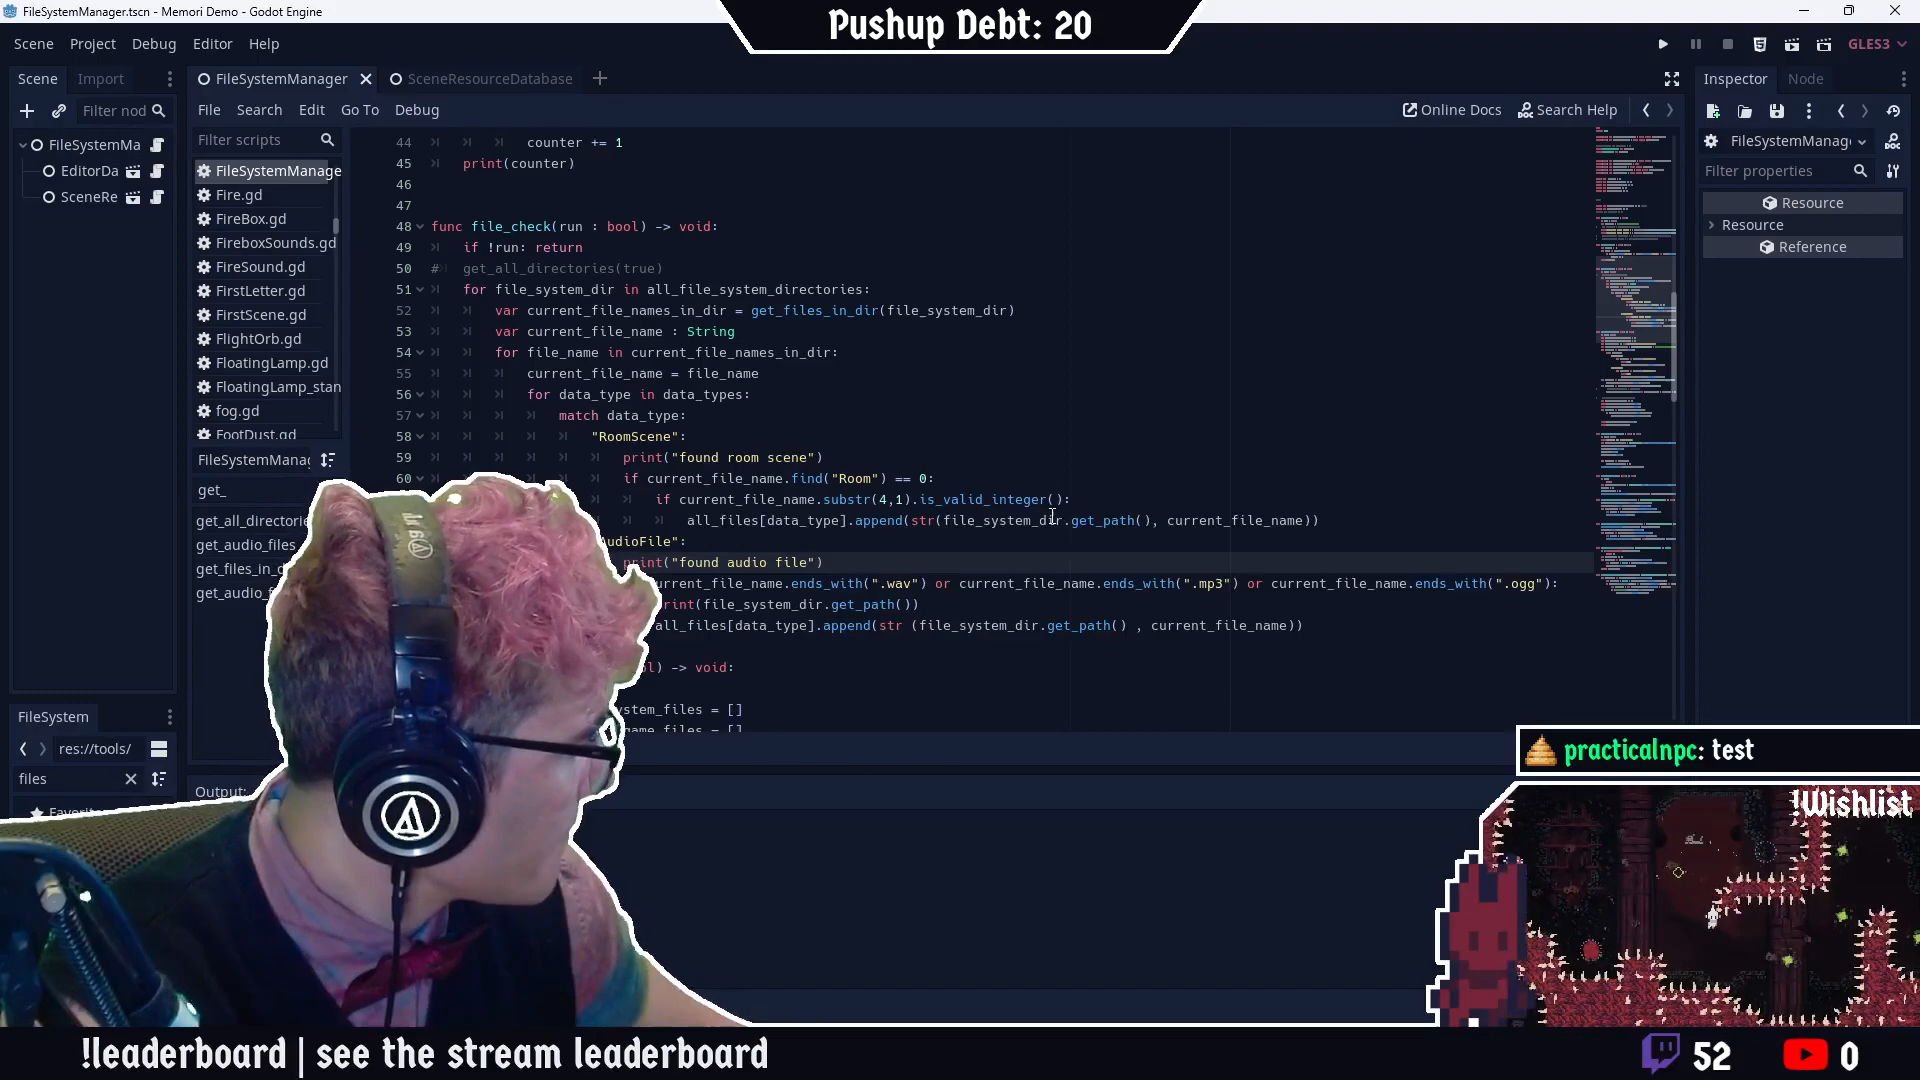 FileSystemManager.tscn - Memori Demo - Godot Engine
Pushup Debt: 20
Scene Project Debug Editor Help
GLES3
Scene Import
FileSystemManager SceneResourceDatabase
Inspector Node
Filter nod
File Search Edit Go To Debug
Online Docs Search Help
FileSystemMa
EditorDa
SceneRe
Filter scripts
FileSystemManage
Fire.gd
FireBox.gd
FireboxSounds.gd
FireSound.gd
FirstLetter.gd
FirstScene.gd
FlightOrb.gd
FloatingLamp.gd
FloatingLamp_stan
fog.gd
FootDust.gd
FileSystemManag
get_
get_all_directorie
get_audio_files
get_files_in_d
get_audio_f
44 counter += 1
45 print(counter)
46
47
48 func file_check(run : bool) -> void:
49 if !run: return
50 # get_all_directories(true)
51 for file_system_dir in all_file_system_directories:
52 var current_file_names_in_dir = get_files_in_dir(file_system_dir)
53 var current_file_name : String
54 for file_name in current_file_names_in_dir:
55 current_file_name = file_name
56 for data_type in data_types:
57 match data_type:
58 "RoomScene":
59 print("found room scene")
60 if current_file_name.find("Room") == 0:
if current_file_name.substr(4,1).is_valid_integer():
all_files[data_type].append(str(file_system_dir.get_path(), current_file_name))
udioFile":
print("found audio file")
urrent_file_name.ends_with(".wav") or current_file_name.ends_with(".mp3") or current_file_name.ends_with(".ogg"):
rint(file_system_dir.get_path())
all_files[data_type].append(str (file_system_dir.get_path() , current_file_name))
ol) -> void:
ystem_files = []
game_files = []
FileSystemManag
Filter properties
Resource
Resource
Reference
FileSystem
res://tools/
files
Favorite
Output:
practicalnpc: test
!Wishlist
!leaderboard | see the stream leaderboard
52
0